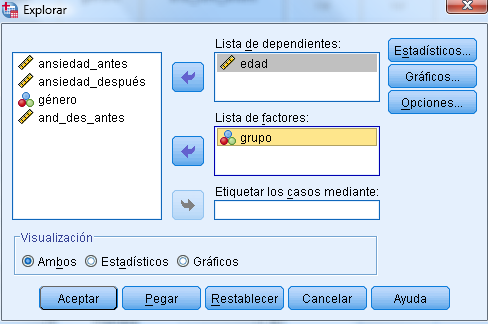 Explorar
Lista de dependientes:
ansiedad_antes
ansiedad_después
género
and_des_antes
edad
Estadísticos...
Gráficos...
Opciones...
Lista de factores:
grupo
Etiquetar los casos mediante:
Visualización
Ambos Estadísticos Gráficos
Aceptar Pegar Restablecer Cancelar Ayuda